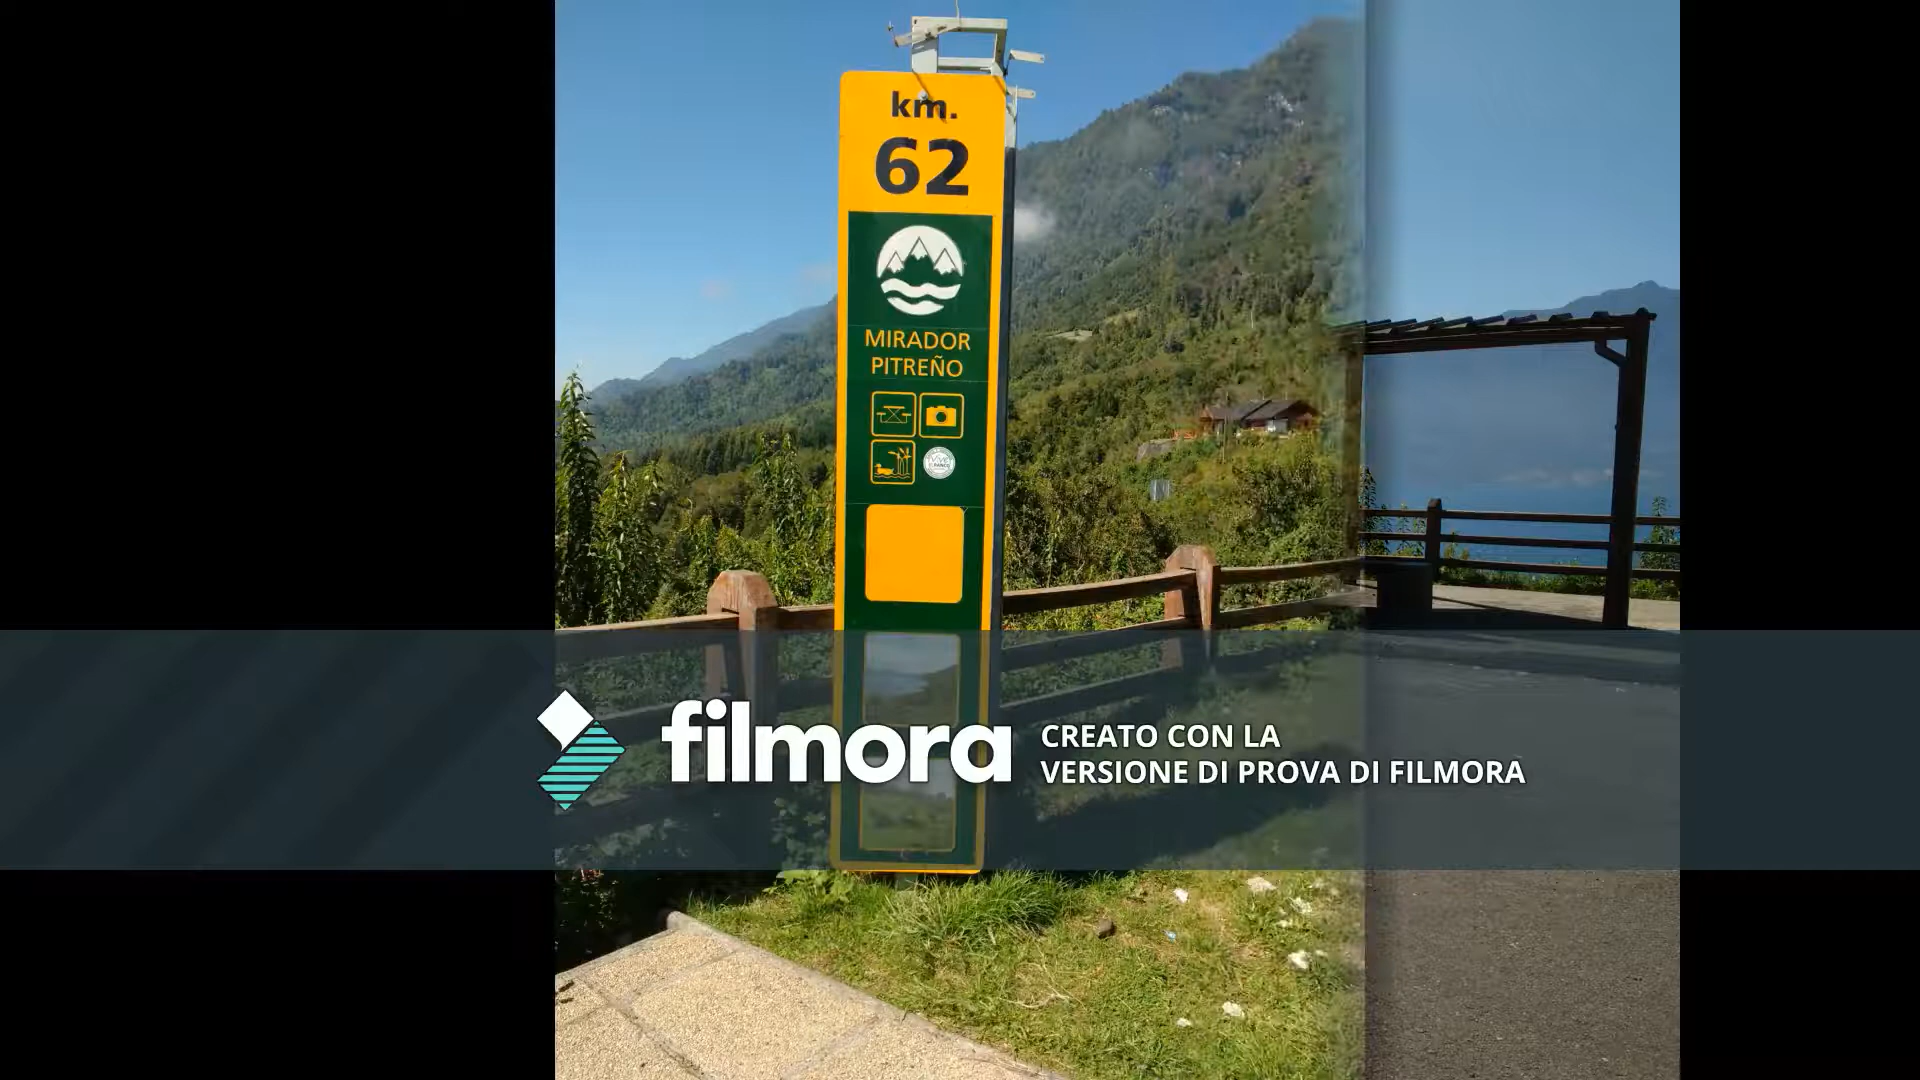 km.
62
MIRADOR
PITREÑO
filmora
CREATO CON LA
VERSIONE DI PROVA DI FILMORA